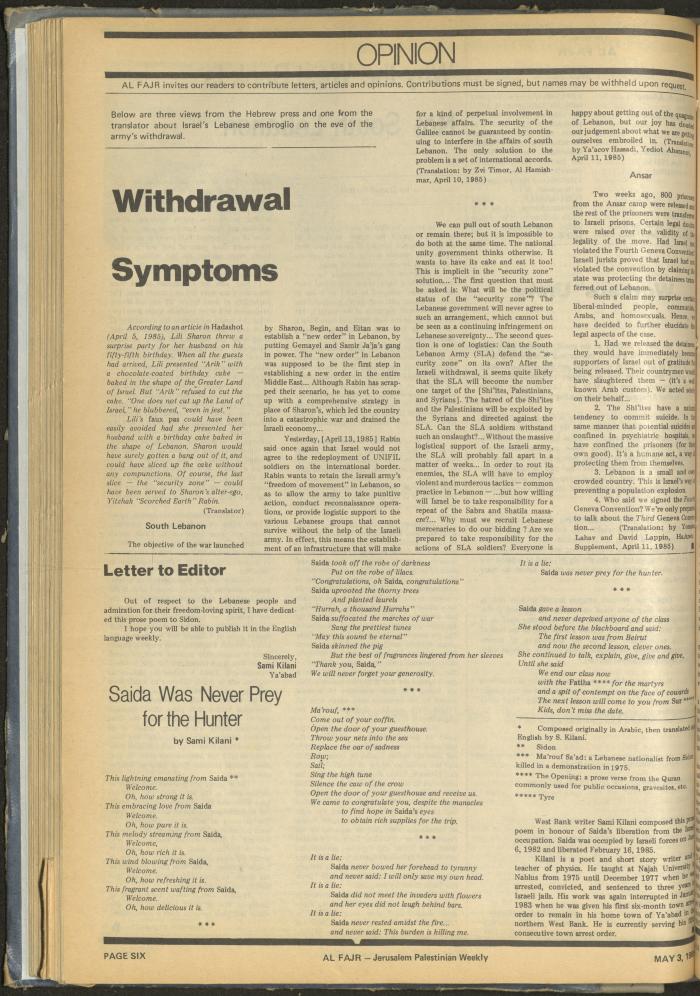 OPINION
AL FAJR invites our readers to contribute letters, articles and opinions. Contributions must be signed, but names may be withheld upon request.
Below are three views from the Hebrew press and one from the
translator about Israel's Lebanese embroglio on the eve of the
army's withdrawal.
Withdrawal
Symptoms
According to an article in Hadashot
(April 5, 1985), Lili Sharon threw a
surprise party for her husband on his
fifty-fifth birthday. When all the guests
had arrived, Lili presented "Arik" with
a chocolate-coated birthday cake —
baked in the shape of the Greater Land
of Israel. But "Arik" refused to cut the
cake. "One does not cut up the Land of
Israel," he blubbered, "even in jest."
Lili's faux pas could have been
easily avoided had she presented her
husband with a birthday cake baked in
the shape of Lebanon. Sharon would
have surely gotten a bang out of it, and
could have sliced up the cake without
any compunctions. Of course, the last
slice — the "security zone" — could
have been served to Sharon's alter-ego,
Yitzhak "Scorched Earth" Rabin.
(Translator)
South Lebanon
The objective of the war launched
by Sharon, Begin, and Eitan was to
establish a "new order" in Lebanon, by
putting Gemayel and Samir Ja'ja's gang
in power. The "new order" in Lebanon
was supposed to be the first step in
establishing a new order in the entire
Middle East... Although Rabin has scrap-
ped their scenario, he has yet to come
up with a comprehensive strategy in
place of Sharon's, which led the country
into a catastrophic war and drained the
Israeli economy...
Yesterday, [April 13, 1985] Rabin
said once again that Israel would not
agree to the redeployment of UNIFIL
soldiers on the international border.
Rabin wants to retain the Isreali army's
"freedom of movement" in Lebanon, so
as to allow the army to take punitive
action, conduct reconnaissance opera-
tions, or provide logistic support to the
various Lebanese groups that cannot
survive without the help of the Israeli
army. In effect, this means the establish-
ment of an infrastructure that will make
for a kind of perpetual involvement in
Lebanese affairs. The security of the
Galilee cannot be guaranteed by contin-
uing to interfere in the affairs of south
Lebanon. The only solution to the
problem is a set of international accords.
(Translation: by Zvi Timor, Al Hamish-
mar, April 10, 1985)
* * *
We can pull out of south Lebanon
or remain there; but it is impossible to
do both at the same time. The national
unity government thinks otherwise. It
wants to have its cake and eat it too!
This is implicit in the "security zone"
solution... The first question that must
be asked is: What will be the political
status of the "security zone"? The
Lebanese government will never agree to
such an arrangement, which cannot but
be seen as a continuing infringement on
Lebanese sovereignty... The second ques-
tion is one of logistics: Can the South
Lebanon Army (SLA) defend the "se-
curity zone" on its own? After the
Israeli withdrawal, it seems quite likely
that the SLA will become the number
one target of the [Shi'ites, Palestinians,
and Syrians]. The hatred of the Shi'ites
and the Palestinians will be exploited by
the Syrians and directed against the
SLA. Can the SLA soldiers withstand
such an onslaught?... Without the massive
logistical support of the Israeli army,
the SLA will probably fall apart in a
matter of weeks... In order to rout its
enemies, the SLA will have to employ
violent and murderous tactics — common
practice in Lebanon — ...but how willing
will Israel be to take responsibility for a
repeat of the Sabra and Shatila massa-
cre?... Why must we recruit Lebanese
mercenaries to do our bidding ? Are we
prepared to take responsibility for the
actions of SLA soldiers? Everyone is
happy about getting out of the
of Lebanon, but our joy has
our judgement about what we are
ourselves embroiled in. (Translation
by Ya'acov Hasadi, Yediot
April 11, 1985)
Ansar
Two weeks ago, 800
from the Ansar camp were released
the rest of the prisoners were
to Israeli prisons. Certain legal
were raised over the validity of
legality of the move. Had Israel
violated the Fourth Geneva
Israeli jurists proved that Israel had
violated the convention by claiming
state was protecting the detainees
ferred out of Lebanon.
Such a claim may surprise
liberal-minded people,
Arabs, and homosexuals. Hence,
have decided to further elucidate
legal aspects of the case.
1. Had we released the
they would have immediately
supporters of Israel out of
being released. Their countrymen
have slaughtered them — (it's a
known Arab custom). We acted
on their behalf...
2. The Shi'ites have a
tendency to commit suicide. Is it
same manner that potential suicides
confined in psychiatric hospitals,
have confined the prisoners (for
own good). It's a humane act, a
protecting them from themselves.
3. Lebanon is a small and
crowded country. This is Israel's way
preventing a population explosion.
4. Who said we signed the Fourth
Geneva Convention? We're only
to talk about the Third Geneva
tion... (Translation: by
Lahav and David Lappin,
Supplement, April 11, 1985)
Letter to Editor
Out of respect to the Lebanese people and
admiration for their freedom-loving spirit, I have dedicat-
ed this prose poem to Sidon.
I hope you will be able to publish it in the English
language weekly.
Sincerely,
Sami Kilani
Ya'abad
Saida Was Never Prey
for the Hunter
by Sami Kilani *
This lightning emanating from Saida **
Welcome.
Oh, how strong it is.
This embracing love from Saida
Welcome,
Oh, how pure it is.
This melody streaming from Saida,
Welcome,
Oh, how rich it is.
This wind blowing from Saida,
Welcome,
Oh, how refreshing it is.
This fragrant scent wafting from Saida,
Welcome,
Oh, how delicious it is.
* * *
Saida took off the robe of darkness
Put on the robe of lilacs.
"Congratulations, oh Saida, congratulations"
Saida uprooted the thorny trees
And planted laurels
"Hurrah, a thousand Hurrahs"
Saida suffocated the marches of war
Sang the prettiest tunes
"May this sound be eternal"
Saida skinned the pig
But the best of fragrances lingered from her sleeves
"Thank you, Saida,"
We will never forget your generosity.
* * *
Ma'rouf, ***
Come out of your coffin.
Open the door of your guesthouse.
Throw your nets into the sea
Replace the oar of sadness
Row;
Sail;
Sing the high tune
Silence the caw of the crow
Open the door of your guesthouse and receive us.
We came to congratulate you, despite the manacles
to find hope in Saida's eyes
to obtain rich supplies for the trip.
* * *
It is a lie:
Saida never bowed her forehead to tyranny
and never said: I will only save my own head.
It is a lie:
Saida did not meet the invaders with flowers
and her eyes did not laugh behind bars.
It is a lie:
Saida never rested amidst the fire...
and never said: This burden is killing me.
It is a lie:
Saida was never prey for the hunter.
* * *
Saida gave a lesson
and never deprived anyone of the class
She stood before the blackboard and said:
The first lesson was from Beirut
and now the second lesson, clever ones.
She continued to talk, explain, give, give and give.
Until she said
We end our class now
with the Fatiha **** for the martyrs
and a spit of contempt on the face of cowards
The next lesson will come to you from Sur
Kids, don't miss the date.
* Composed originally in Arabic, then translated
English by S. Kilani.
** Sidon
*** Ma'rouf Sa'ad: a Lebanese nationalist from Sidon
killed in a demonstration in 1975.
**** The Opening: a prose verse from the Quran
commonly used for public occasions, gravesites, etc.
***** Tyre
West Bank writer Sami Kilani composed this
poem in honour of Saida's liberation from the
occupation. Saida was occupied by Israeli forces on
6, 1982 and liberated February 16, 1985.
Kilani is a poet and short story writer and
teacher of physics. He taught at Najah University
Nablus from 1975 until December 1977 when he
arrested, convicted, and sentenced to three years
Israeli jails. His work was again interrupted in
1983 when he was given his first six-month town
order to remain in his home town of Ya'abad in
northern West Bank. He is currently serving his
consecutive town arrest order.
PAGE SIX
AL FAJR — Jerusalem Palestinian Weekly
MAY 3,